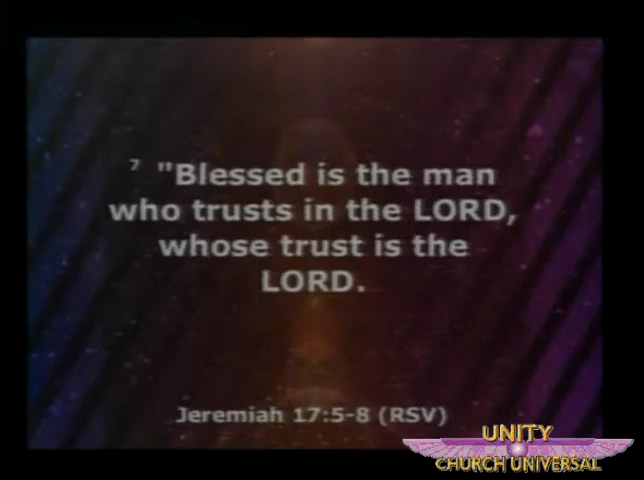 7 "Blessed is the man
who trusts in the LORD,
whose trust is the
LORD.
Jeremiah 17:5-8 (RSV)
UNITY
CHURCH UNIVERSAL